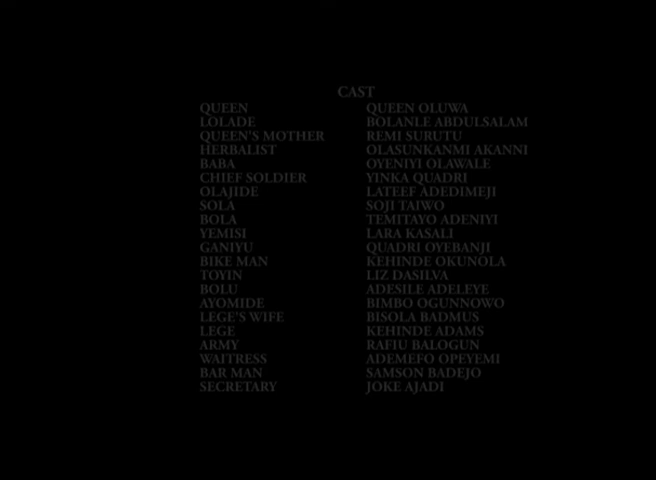 CAST
QUEEN QUEEN OLUWA
LOLADE BOLANLE ABDULSALAM
QUEEN'S MOTHER REMI SURUTU
HERBALIST OLASUNKANMI AKANNI
BABA OYENIYI OLAWALE
CHIEF SOLDIER YINKA QUADRI
OLAJIDE LATEEF ADEDIMEJI
SOLA SOJI TAIWO
BOLA TEMITAYO ADENIYI
YEMISI LARA KASALI
GANIYU QUADRI OYEBANJI
BIKE MAN KEHINDE OKUNOLA
TOYIN LIZ DASILVA
BOLU ADESILE ADELEYE
AYOMIDE BIMBO OGUNNOWO
LEGE'S WIFE BISOLA BADMUS
LEGE KEHINDE ADAMS
ARMY RAFIU BALOGUN
WAITRESS ADEMEFO OPEYEMI
BAR MAN SAMSON BADEJO
SECRETARY JOKE AJADI